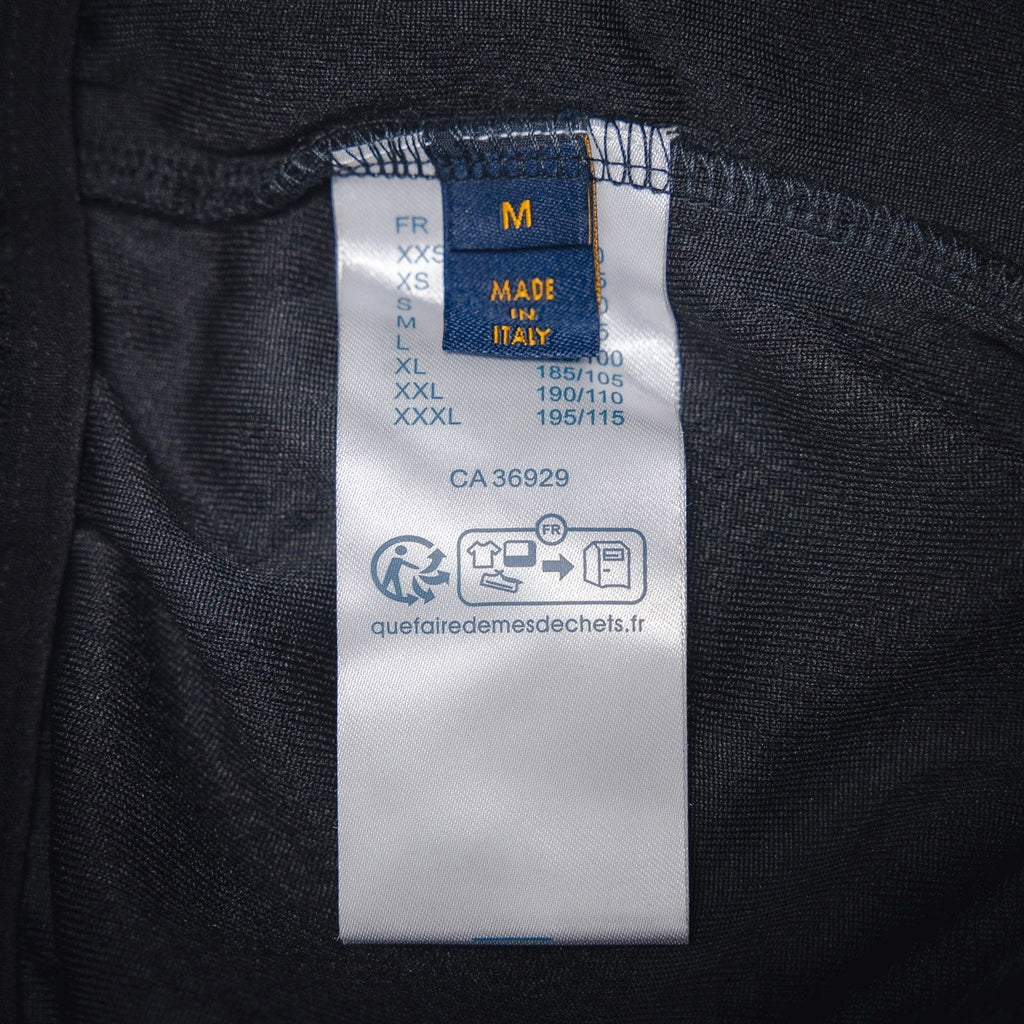 M
MADE
IN
ITALY
FR
XXS
XS
S
M
L
XL 185/105
XXL 190/110
XXXL 195/115
CA 36929
FR
quefairedemesdechets.fr